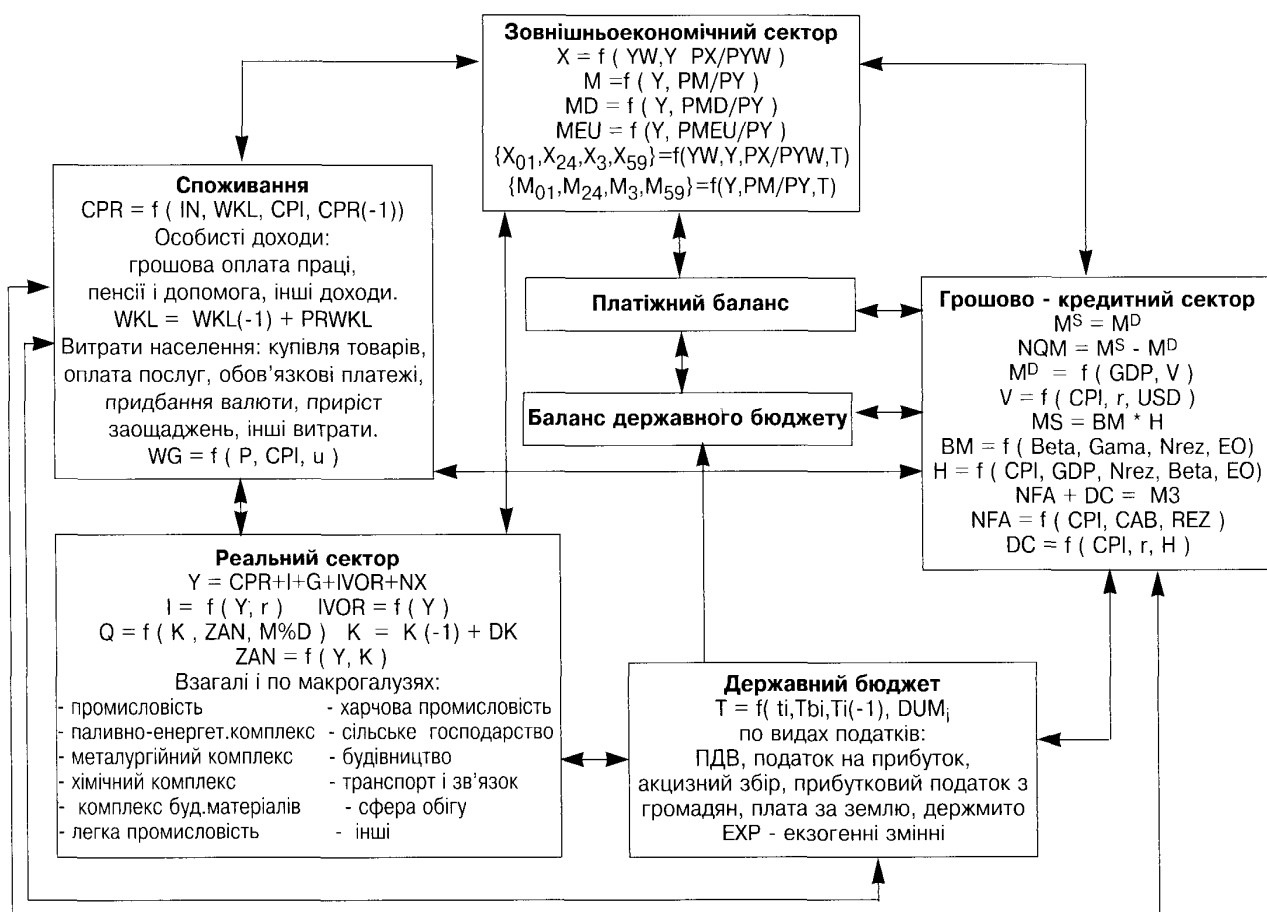 Зовнішньоекономічний сектор
X = f ( YW,Y PX/PYW )
M =f ( Y, PM/PY )
MD = f ( Y, PMD/PY )
MEU = f (Y, PMEU/PY )
{X01,X24,X3,X59}=f(YW,Y,PX/PYW,T)
{M01,M24,M3,M59}=f(Y,PM/PY,T)
Споживання
CPR = f ( IN, WKL, CPI, CPR(-1))
Особисті доходи:
грошова оплата праці,
пенсії і допомога, інші доходи.
WKL = WKL(-1) + PRWKL
Витрати населення: купівля товарів,
оплата послуг, обов'язкові платежі,
придбання валюти, приріст
заощаджень, інші витрати.
WG = f ( P, CPI, u )
Платіжний баланс
Баланс державного бюджету
Грошово - кредитний сектор
MS = MD
NQM = MS - MD
MD = f ( GDP, V )
V = f ( CPI, r, USD )
MS = BM * H
BM = f ( Beta, Gama, Nrez, EO)
H = f ( CPI, GDP, Nrez, Beta, EO)
NFA + DC = M3
NFA = f ( CPI, CAB, REZ )
DC = f ( CPI, r, H )
Реальний сектор
Y = CPR+I+G+IVOR+NX
I = f ( Y, r ) IVOR = f ( Y )
Q = f ( K , ZAN, M%D ) K = K (-1) + DK
ZAN = f ( Y, K )
Взагалі і по макрогалузях:
- промисловість - харчова промисловість
- паливно-енергет.комплекс - сільське господарство
- металургійний комплекс - будівництво
- хімічний комплекс - транспорт і зв'язок
- комплекс буд.матеріалів - сфера обігу
- легка промисловість - інші
Державний бюджет
T = f( ti,Tbi,Ti(-1), DUMi
по видах податків:
ПДВ, податок на прибуток,
акцизний збір, прибутковий податок з
громадян, плата за землю, держмито
EXP - екзогенні змінні